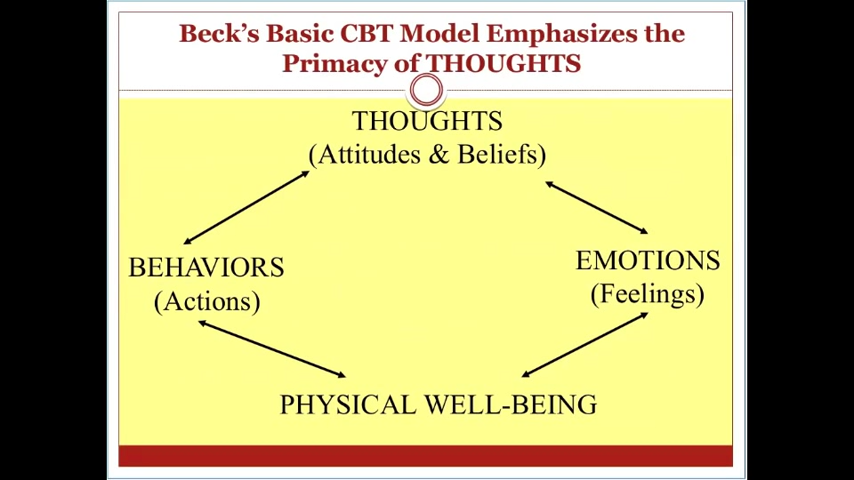 Beck's Basic CBT Model Emphasizes the
Primacy of THOUGHTS
THOUGHTS
(Attitudes & Beliefs)
BEHAVIORS
(Actions)
EMOTIONS
(Feelings)
PHYSICAL WELL-BEING